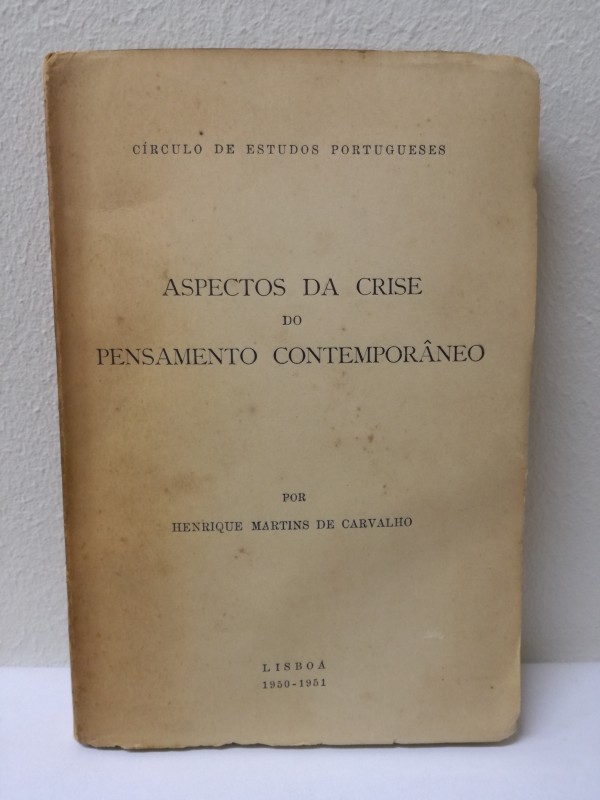 CÍRCULO DE ESTUDOS PORTUGUESES
ASPECTOS DA CRISE
DO
PENSAMENTO CONTEMPORÂNEO
POR
HENRIQUE MARTINS DE CARVALHO
LISBOA
1950-1951